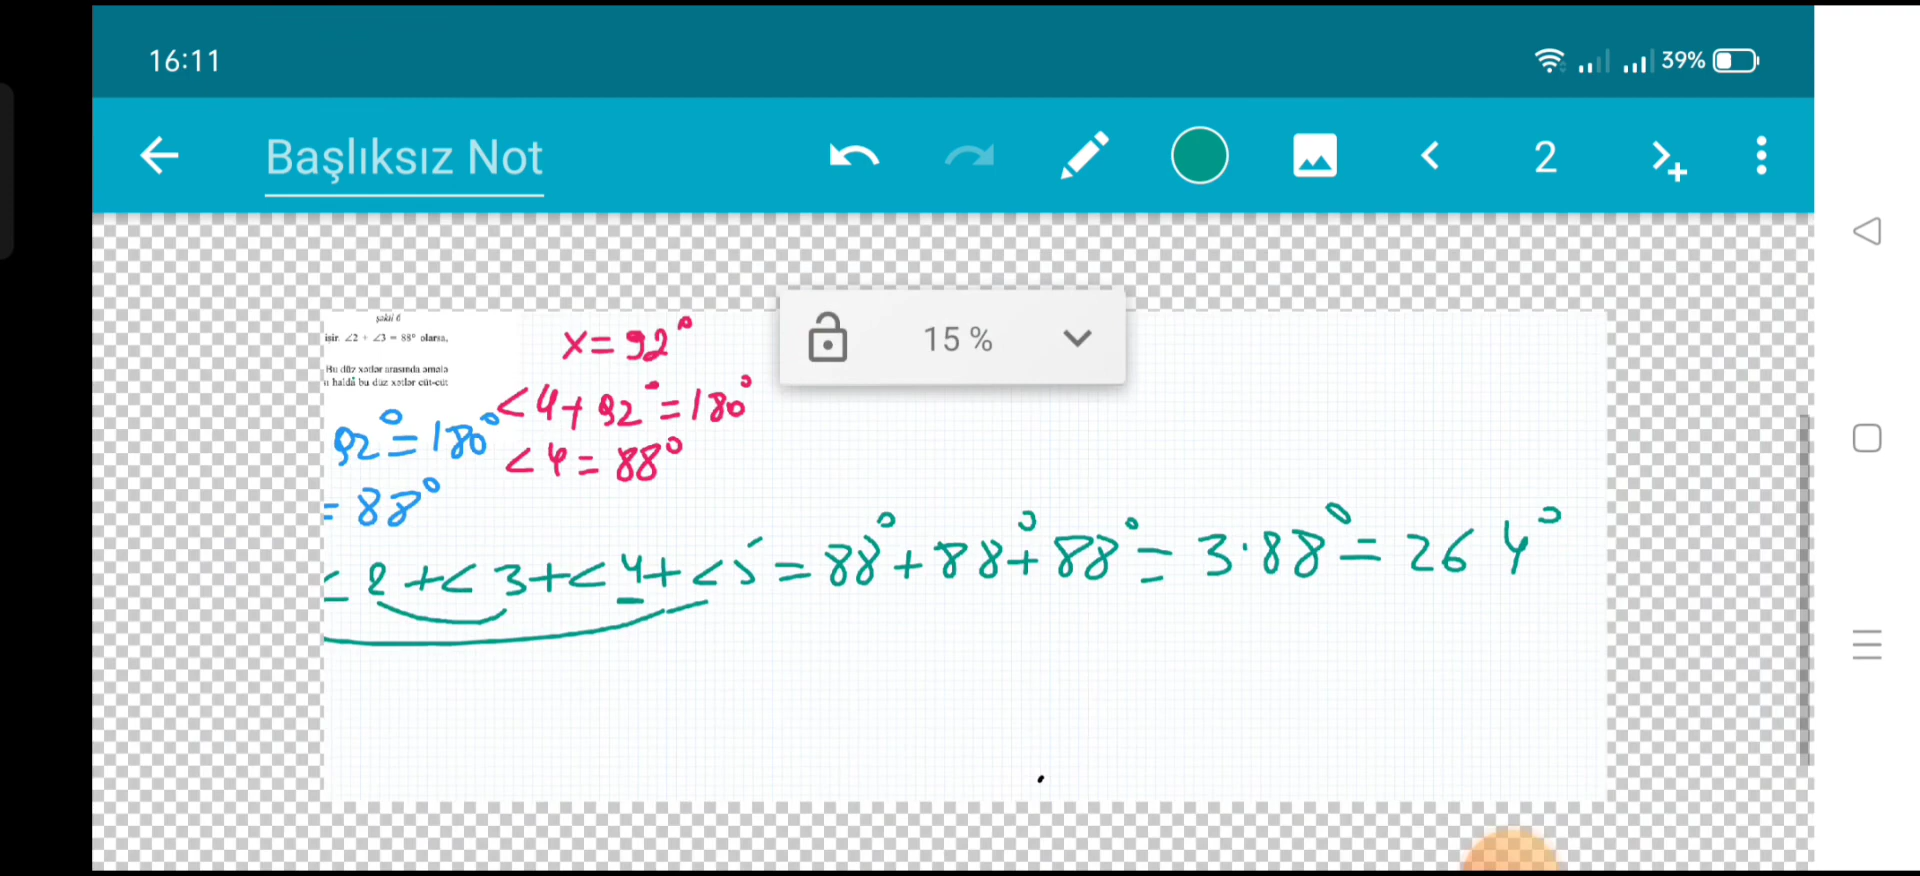 16:11
39%
Başlıksız Not
2
15 %
şəkil 6
işir. ∠2 + ∠3 = 88° olarsa,
Bu düz xətlər arasında əmələ
ı halda bu düz xətlər cüt-cüt
x = 92°
<4 + 92° = 180°
<4 = 88°
92° = 180°
= 88°
< 2 + < 3 + < 4 + < 5 = 88° + 88° + 88° = 3·88° = 264°